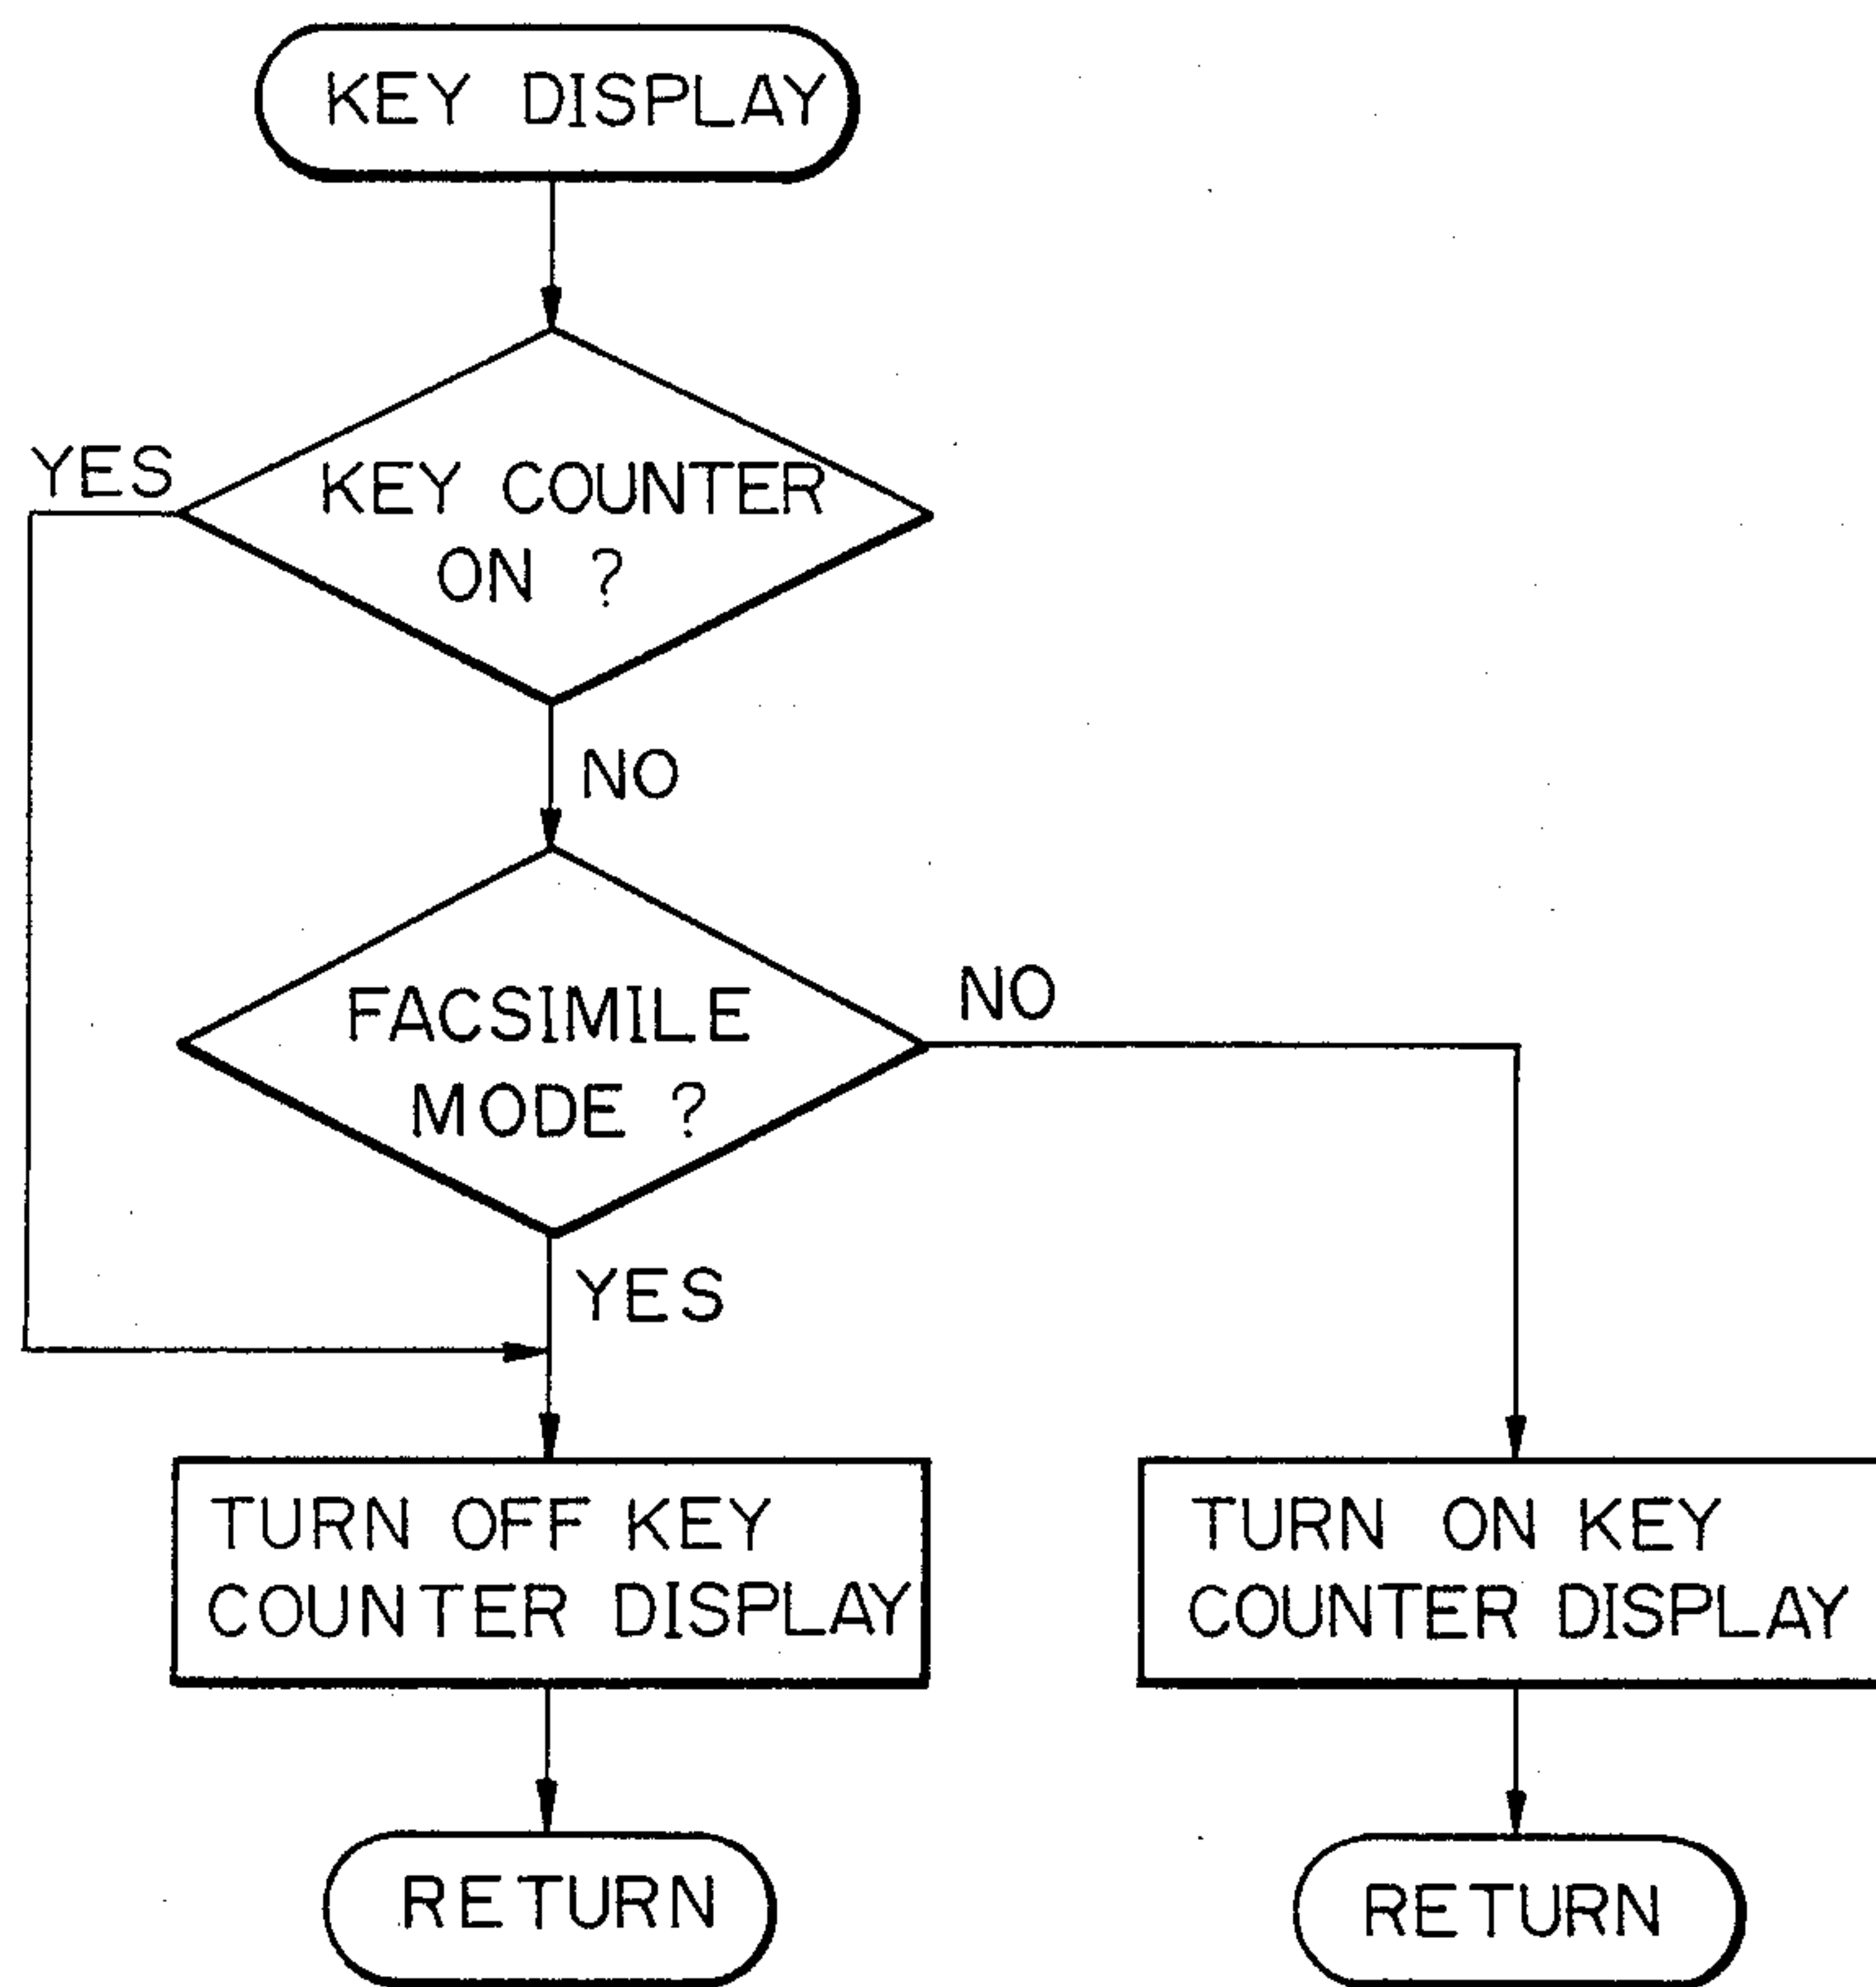 KEY DISPLAY
YES
KEY COUNTER
ON ?
NO
FACSIMILE
MODE ?
NO
YES
TURN OFF KEY
COUNTER DISPLAY
TURN ON KEY
COUNTER DISPLAY
RETURN
RETURN